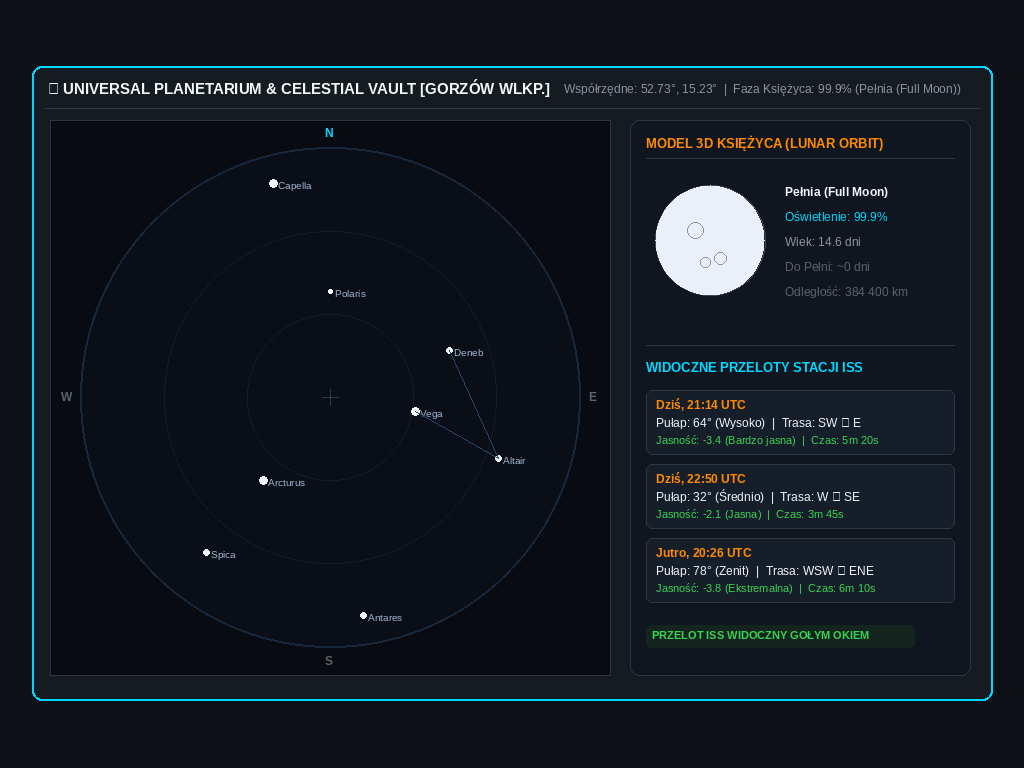 UNIVERSAL PLANETARIUM & CELESTIAL VAULT [GORZÓW WLKP.] Współrzędne: 52.73°, 15.23° | Faza Księżyca: 99.9% (Pełnia (Full Moon))
N
Capella
Polaris
Deneb
W
E
Vega
Altair
Arcturus
Spica
Antares
S
MODEL 3D KSIĘŻYCA (LUNAR ORBIT)
Pełnia (Full Moon)
Oświetlenie: 99.9%
Wiek: 14.6 dni
Do Pełni: ~0 dni
Odległość: 384 400 km
WIDOCZNE PRZELOTY STACJI ISS
Dziś, 21:14 UTC
Pułap: 64° (Wysoko) | Trasa: SW □ E
Jasność: -3.4 (Bardzo jasna) | Czas: 5m 20s
Dziś, 22:50 UTC
Pułap: 32° (Średnio) | Trasa: W □ SE
Jasność: -2.1 (Jasna) | Czas: 3m 45s
Jutro, 20:26 UTC
Pułap: 78° (Zenit) | Trasa: WSW □ ENE
Jasność: -3.8 (Ekstremalna) | Czas: 6m 10s
PRZELOT ISS WIDOCZNY GOŁYM OKIEM